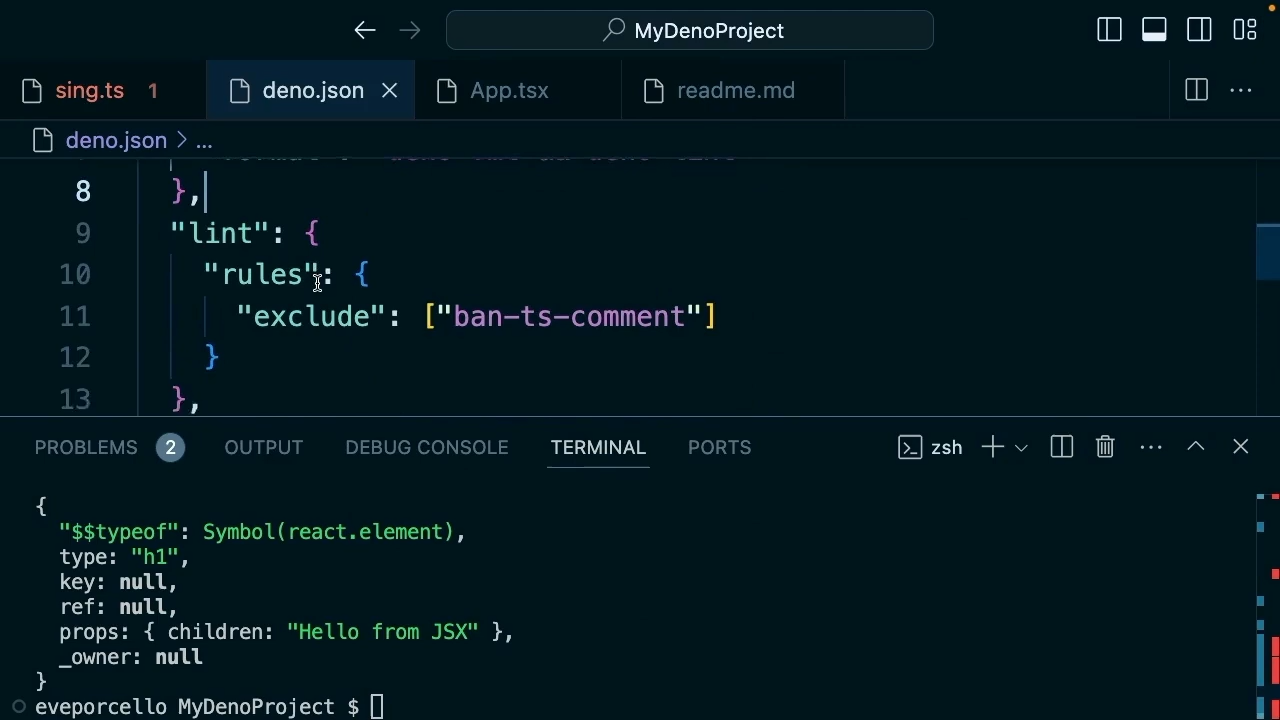 MyDenoProject
sing.ts 1 deno.json App.tsx readme.md
deno.json > ...
8 },
9 "lint": {
10 "rules": {
11 "exclude": ["ban-ts-comment"]
12 }
13 },
PROBLEMS 2 OUTPUT DEBUG CONSOLE TERMINAL PORTS zsh
{
"$$typeof": Symbol(react.element),
type: "h1",
key: null,
ref: null,
props: { children: "Hello from JSX" },
_owner: null
}
eveporcello MyDenoProject $